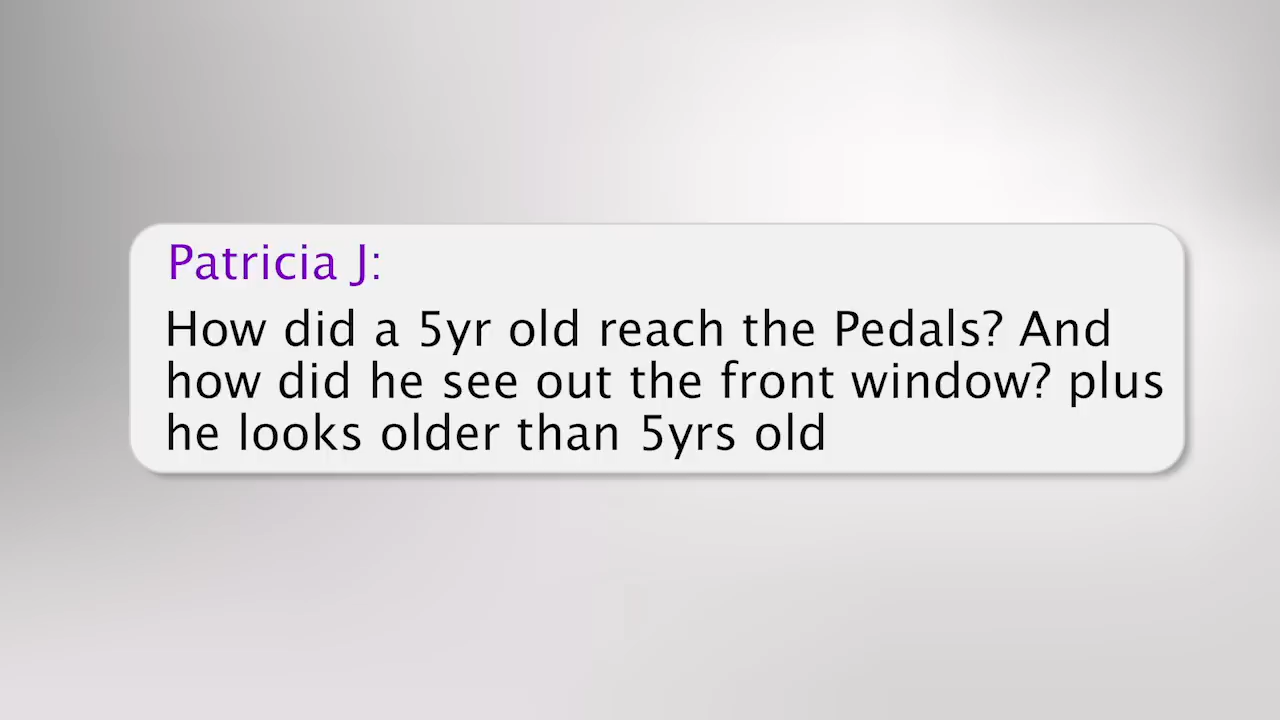 Patricia J:
How did a 5yr old reach the Pedals? And
how did he see out the front window? plus
he looks older than 5yrs old